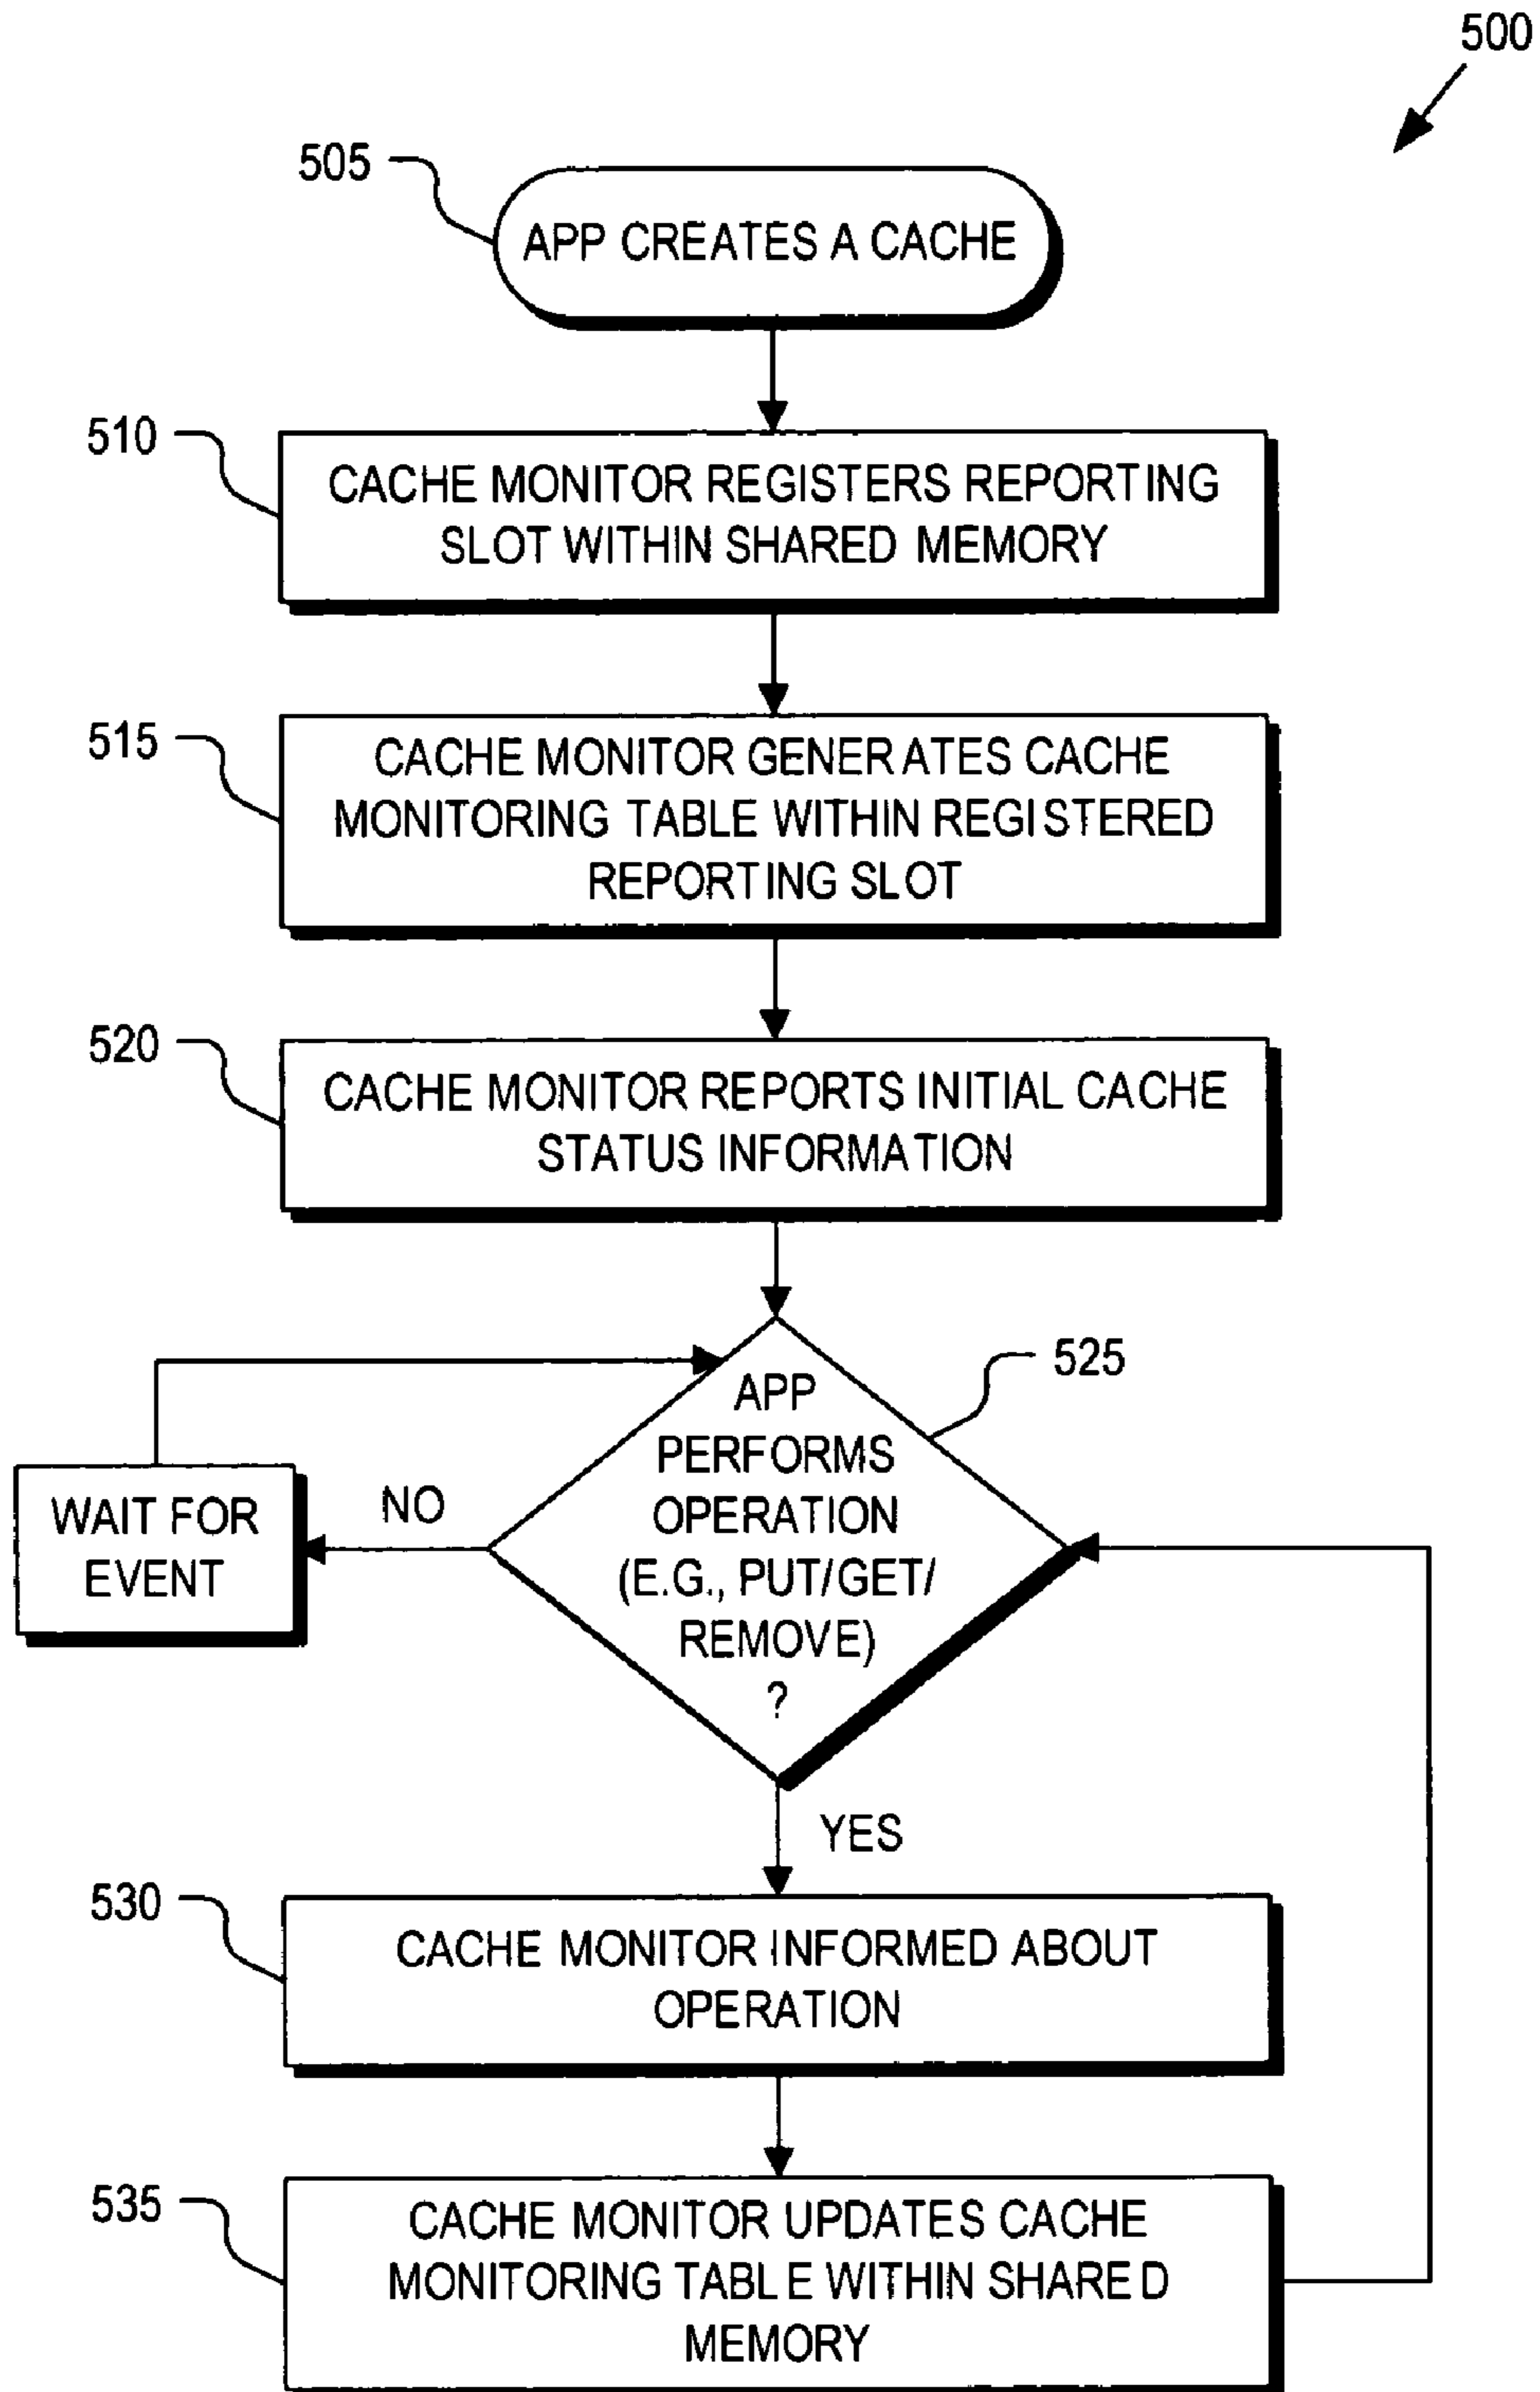 500
505
APP CREATES A CACHE
510
CACHE MONITOR REGISTERS REPORTING
SLOT WITHIN SHARED MEMORY
515
CACHE MONITOR GENERATES CACHE
MONITORING TABLE WITHIN REGISTERED
REPORTING SLOT
520
CACHE MONITOR REPORTS INITIAL CACHE
STATUS INFORMATION
525
APP
PERFORMS
OPERATION
(E.G., PUT/GET/
REMOVE)
?
NO
WAIT FOR
EVENT
YES
530
CACHE MONITOR INFORMED ABOUT
OPERATION
535
CACHE MONITOR UPDATES CACHE
MONITORING TABLE WITHIN SHARED
MEMORY